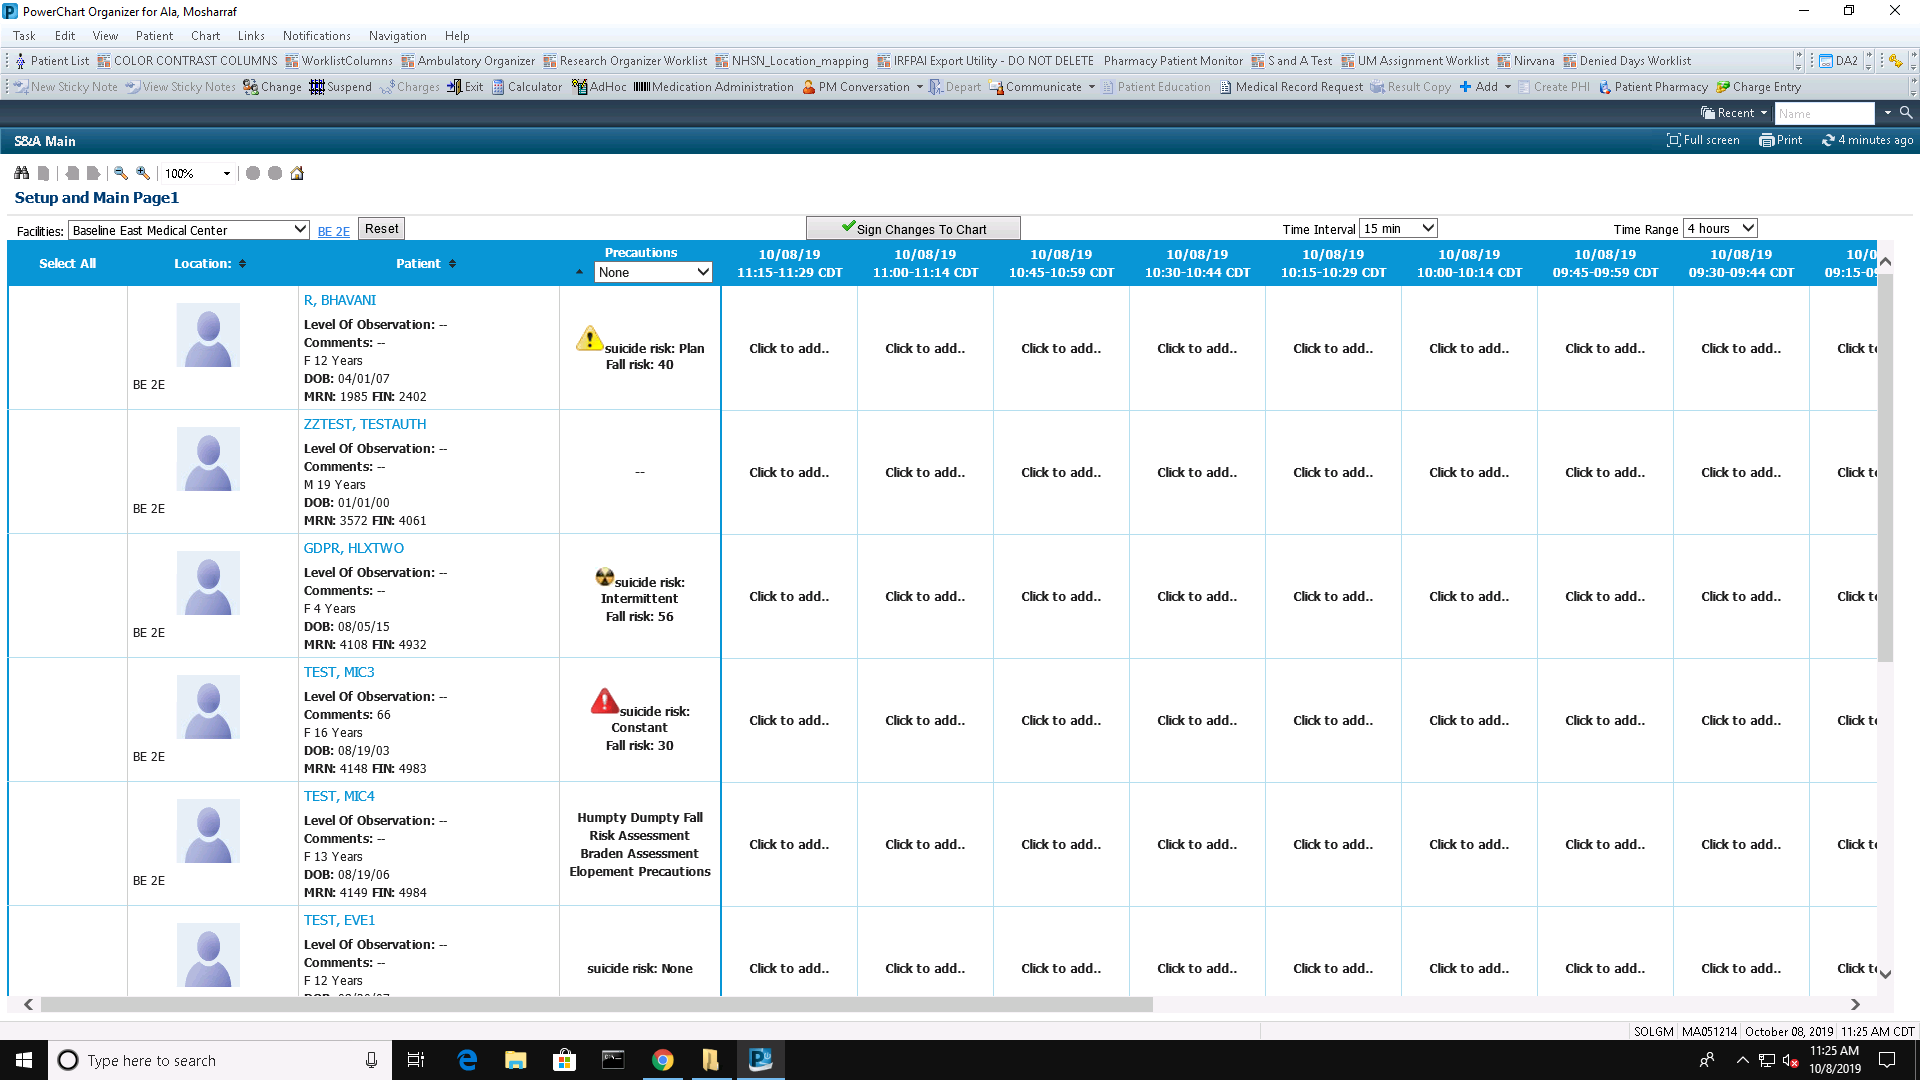 PowerChart Organizer for Ala, Mosharraf
Task Edit View Patient Chart Links Notifications Navigation Help
Patient List COLOR CONTRAST COLUMNS WorklistColumns Ambulatory Organizer Research Organizer Worklist NHSN_Location_mapping IRFPAI Export Utility - DO NOT DELETE Pharmacy Patient Monitor S and A Test UM Assignment Worklist Nirvana Denied Days Worklist DA2
New Sticky Note View Sticky Notes Change Suspend Charges Exit Calculator AdHoc Medication Administration PM Conversation Depart Communicate Patient Education Medical Record Request Result Copy Add Create PHI Patient Pharmacy Charge Entry
Recent Name
S&A Main Full screen Print 4 minutes ago
100%
Setup and Main Page1
Facilities: Baseline East Medical Center BE 2E Reset Sign Changes To Chart Time Interval 15 min Time Range 4 hours
Select All Location: Patient Precautions None
10/08/19 10/08/19 10/08/19 10/08/19 10/08/19 10/08/19 10/08/19 10/08/19 10/0
11:15-11:29 CDT 11:00-11:14 CDT 10:45-10:59 CDT 10:30-10:44 CDT 10:15-10:29 CDT 10:00-10:14 CDT 09:45-09:59 CDT 09:30-09:44 CDT 09:15-09
R, BHAVANI
Level Of Observation: --
Comments: --
F 12 Years
DOB: 04/01/07
MRN: 1985 FIN: 2402
BE 2E
suicide risk: Plan
Fall risk: 40
Click to add.. Click to add.. Click to add.. Click to add.. Click to add.. Click to add.. Click to add.. Click to add.. Click t
ZZTEST, TESTAUTH
Level Of Observation: --
Comments: --
M 19 Years
DOB: 01/01/00
MRN: 3572 FIN: 4061
BE 2E
--
Click to add.. Click to add.. Click to add.. Click to add.. Click to add.. Click to add.. Click to add.. Click to add.. Click t
GDPR, HLXTWO
Level Of Observation: --
Comments: --
F 4 Years
DOB: 08/05/15
MRN: 4108 FIN: 4932
BE 2E
suicide risk:
Intermittent
Fall risk: 56
Click to add.. Click to add.. Click to add.. Click to add.. Click to add.. Click to add.. Click to add.. Click to add.. Click t
TEST, MIC3
Level Of Observation: --
Comments: 66
F 16 Years
DOB: 08/19/03
MRN: 4148 FIN: 4983
BE 2E
suicide risk:
Constant
Fall risk: 30
Click to add.. Click to add.. Click to add.. Click to add.. Click to add.. Click to add.. Click to add.. Click to add.. Click t
TEST, MIC4
Level Of Observation: --
Comments: --
F 13 Years
DOB: 08/19/06
MRN: 4149 FIN: 4984
BE 2E
Humpty Dumpty Fall
Risk Assessment
Braden Assessment
Elopement Precautions
Click to add.. Click to add.. Click to add.. Click to add.. Click to add.. Click to add.. Click to add.. Click to add.. Click t
TEST, EVE1
Level Of Observation: --
Comments: --
F 12 Years
suicide risk: None
Click to add.. Click to add.. Click to add.. Click to add.. Click to add.. Click to add.. Click to add.. Click to add.. Click t
SOLGM MA051214 October 08, 2019 11:25 AM CDT
Type here to search
11:25 AM
10/8/2019